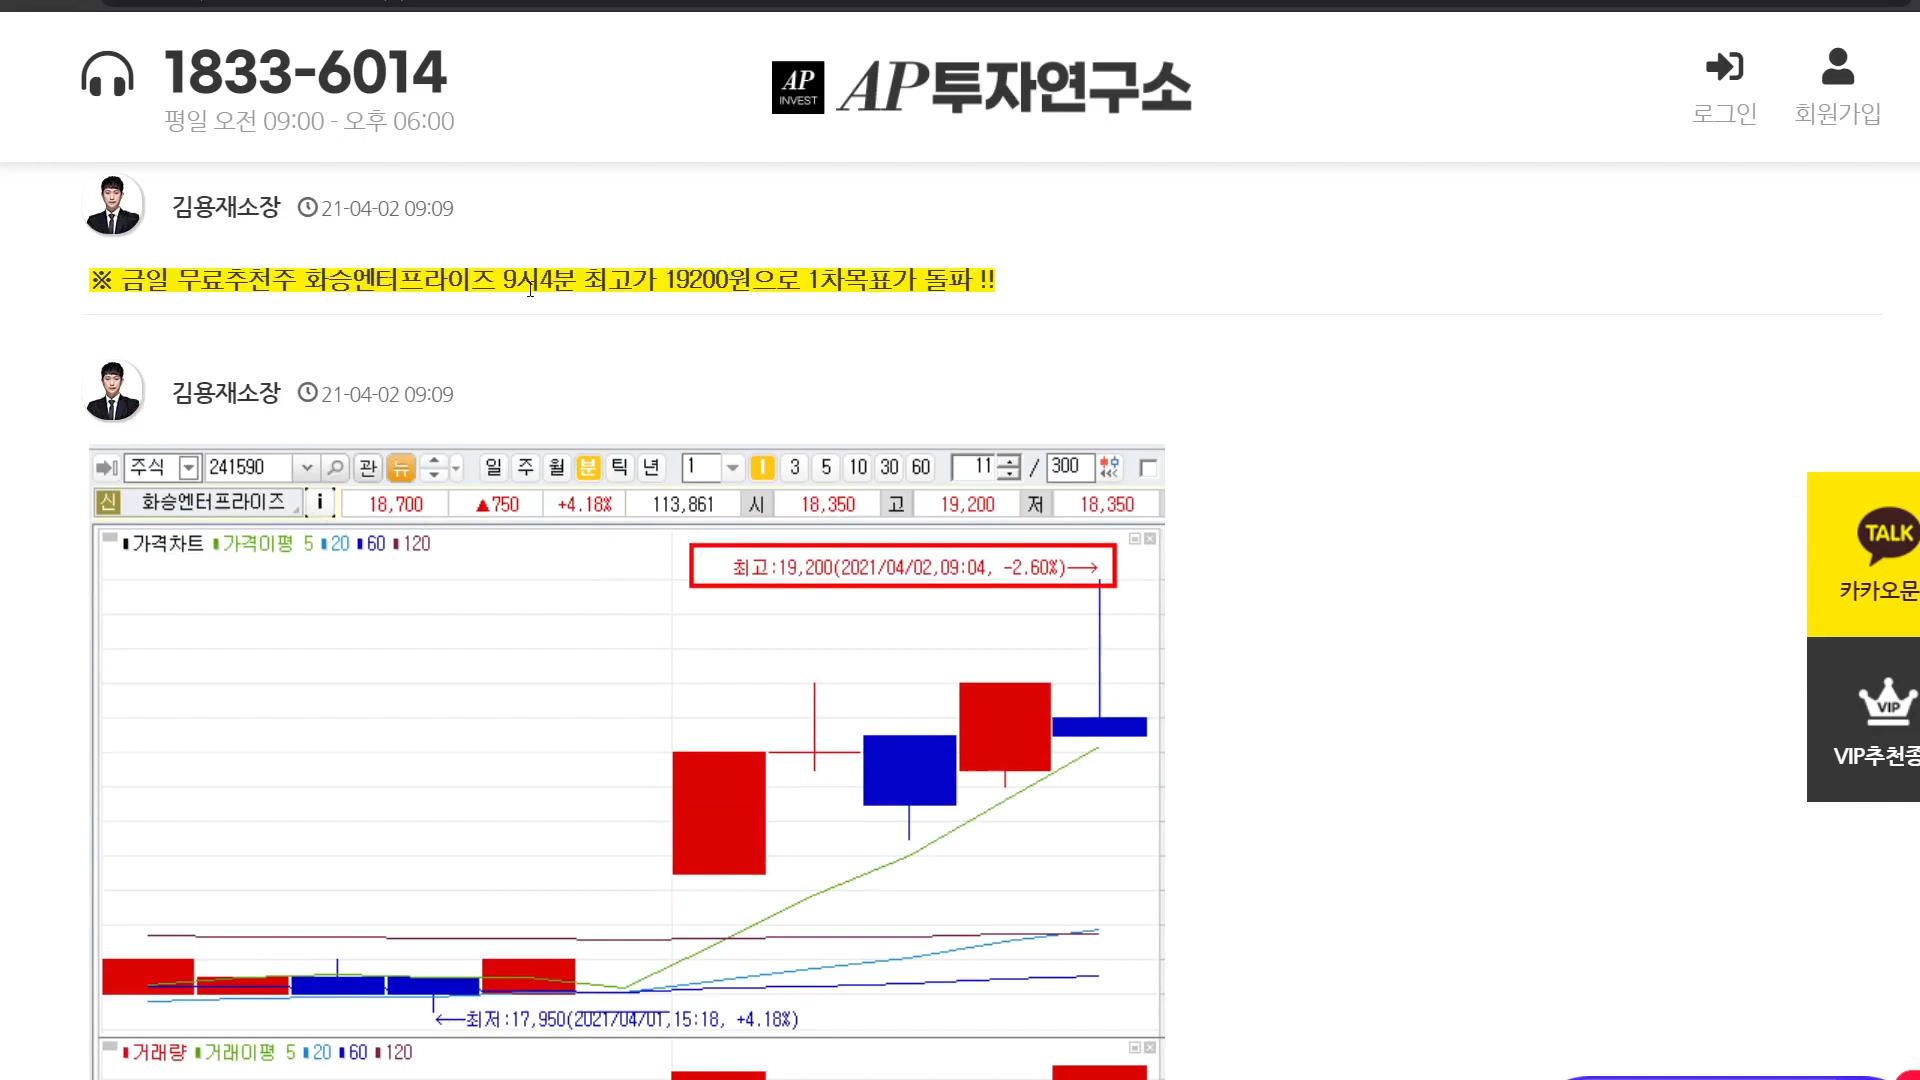 1833-6014
평일 오전 09:00 - 오후 06:00
AP
INVEST
AP투자연구소
로그인
회원가입
김용재소장 21-04-02 09:09
※ 금일 무료추천주 화승엔터프라이즈 9시4분 최고가 19200원으로 1차목표가 돌파 !!
김용재소장 21-04-02 09:09
주식 241590 관 뉴 일 주 월 분 틱 년 1 1 3 5 10 30 60 11 / 300
신 화승엔터프라이즈 i 18,700 ▲750 +4.18% 113,861 시 18,350 고 19,200 저 18,350
가격차트 가격이평 5 20 60 120
최고:19,200(2021/04/02,09:04, -2.60%)→
←최저:17,950(2021/04/01,15:18, +4.18%)
거래량 거래이평 5 20 60 120
TALK
카카오문
VIP
VIP추천종